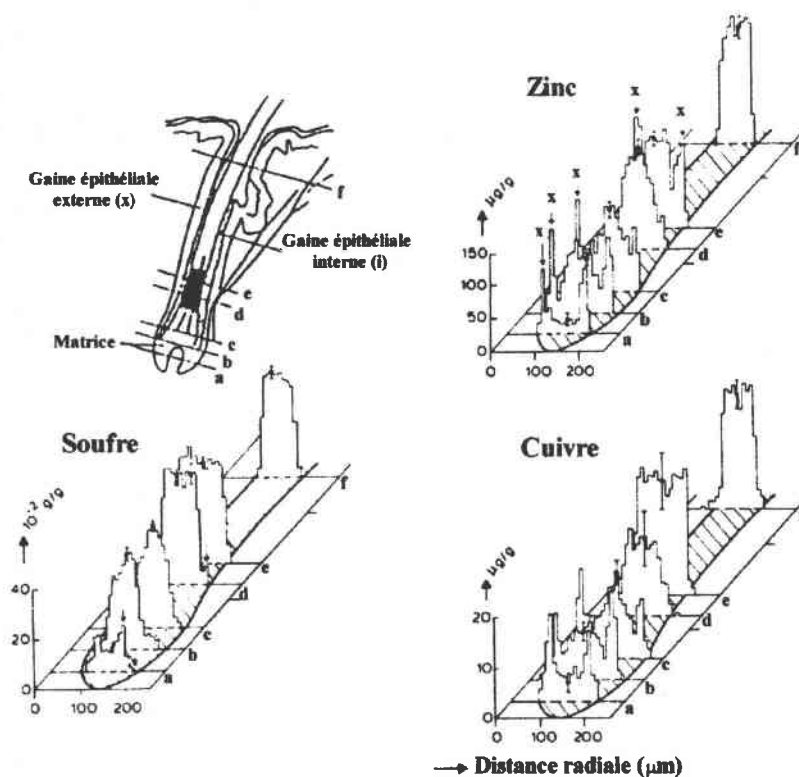 Zinc
Gaine épithéliale
externe (x)
f
Gaine épithéliale
interne (i)
e
d
c
b
a
Matrice
µg/g
150
100
50
0
0 100 200
x
x
x
x
x
f
e
d
c
b
a
Soufre
10⁻² g/g
40
20
0
0 100 200
f
e
d
c
b
a
Cuivre
µg/g
20
10
0
0 100 200
f
e
d
c
b
a
Distance radiale (µm)